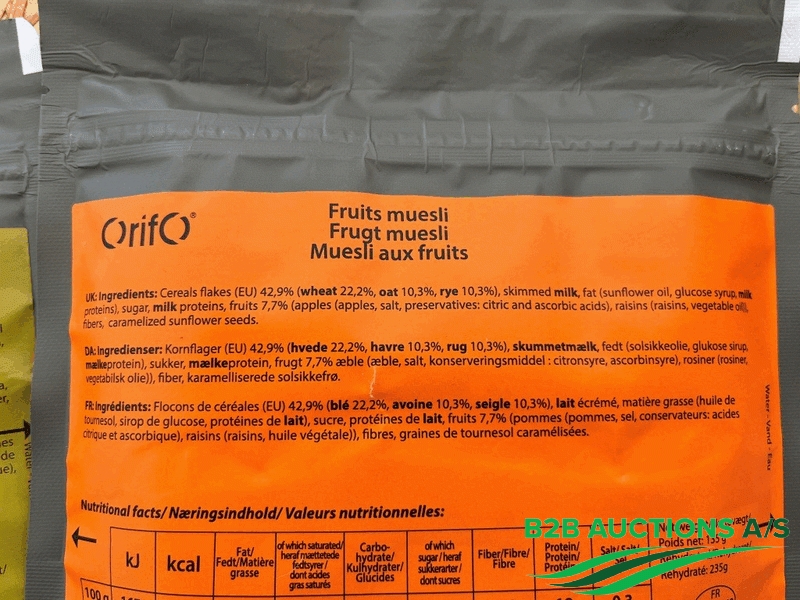 OrifO®
Fruits muesli
Frugt muesli
Muesli aux fruits
UK: Ingredients: Cereals flakes (EU) 42,9% (wheat 22,2%, oat 10,3%, rye 10,3%), skimmed milk, fat (sunflower oil, glucose syrup, milk
proteins), sugar, milk proteins, fruits 7,7% (apples (apples, salt, preservatives: citric and ascorbic acids), raisins (raisins, vegetable oil),
fibers, caramelized sunflower seeds.
DA: Ingredienser: Kornflager (EU) 42,9% (hvede 22,2%, havre 10,3%, rug 10,3%), skummetmælk, fedt (solsikkeolie, glukose sirup,
mælkeprotein), sukker, mælkeprotein, frugt 7,7% æble (æble, salt, konserveringsmiddel : citronsyre, ascorbinsyre), rosiner (rosiner,
vegetabilsk olie)), fiber, karamelliserede solsikkefrø.
FR: Ingrédients: Flocons de céréales (EU) 42,9% (blé 22,2%, avoine 10,3%, seigle 10,3%), lait écrémé, matière grasse (huile de
tournesol, sirop de glucose, protéines de lait), sucre, protéines de lait, fruits 7,7% (pommes (pommes, sel, conservateurs: acides
citrique et ascorbique), raisins (raisins, huile végétale)), fibres, graines de tournesol caramélisées.
Water - Vand - Eau
Nutritional facts/ Næringsindhold/ Valeurs nutritionnelles:
kJ
kcal
Fat/
Fedt/Matière
grasse
of which saturated/
heraf mættetede
fedtsyrer/
dont acides
gras saturés
Carbo-
hydrate/
Kulhydrater/
Glucides
of which
sugar/heraf
sukkerarter/
dont sucres
Fiber/Fibre/
Fibre
Protein/
Protein/
Salt/
Poids net: 135g
Rehydraté: 235g
FR
100 g
B2B AUCTIONS A/S